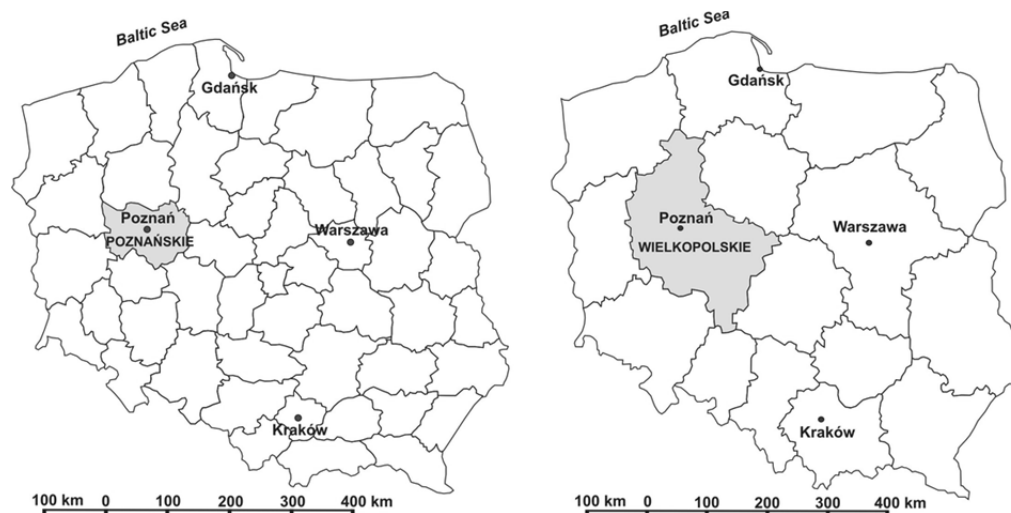 Baltic Sea
Gdańsk
Poznań
POZNAŃSKIE
Warszawa
Kraków
100 km 0 100 200 300 400 km
Baltic Sea
Gdańsk
Poznań
WIELKOPOLSKIE
Warszawa
Kraków
100 km 0 100 200 300 400 km